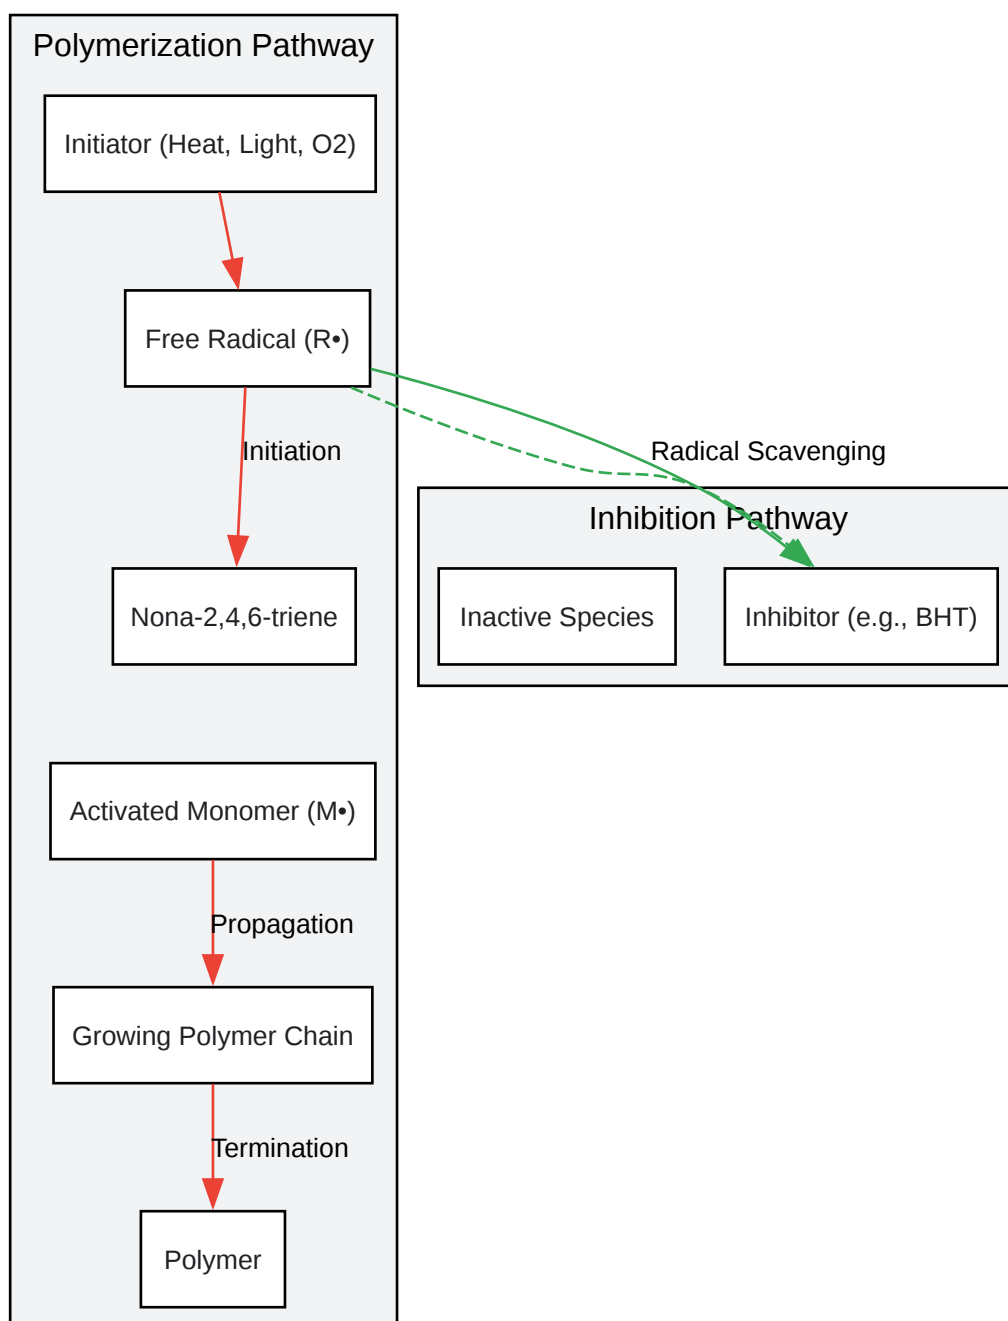 Polymerization Pathway
Initiator (Heat, Light, O2)
Free Radical (R•)
Initiation
Radical Scavenging
Inhibition Pathway
Nona-2,4,6-triene
Inactive Species
Inhibitor (e.g., BHT)
Activated Monomer (M•)
Propagation
Growing Polymer Chain
Termination
Polymer